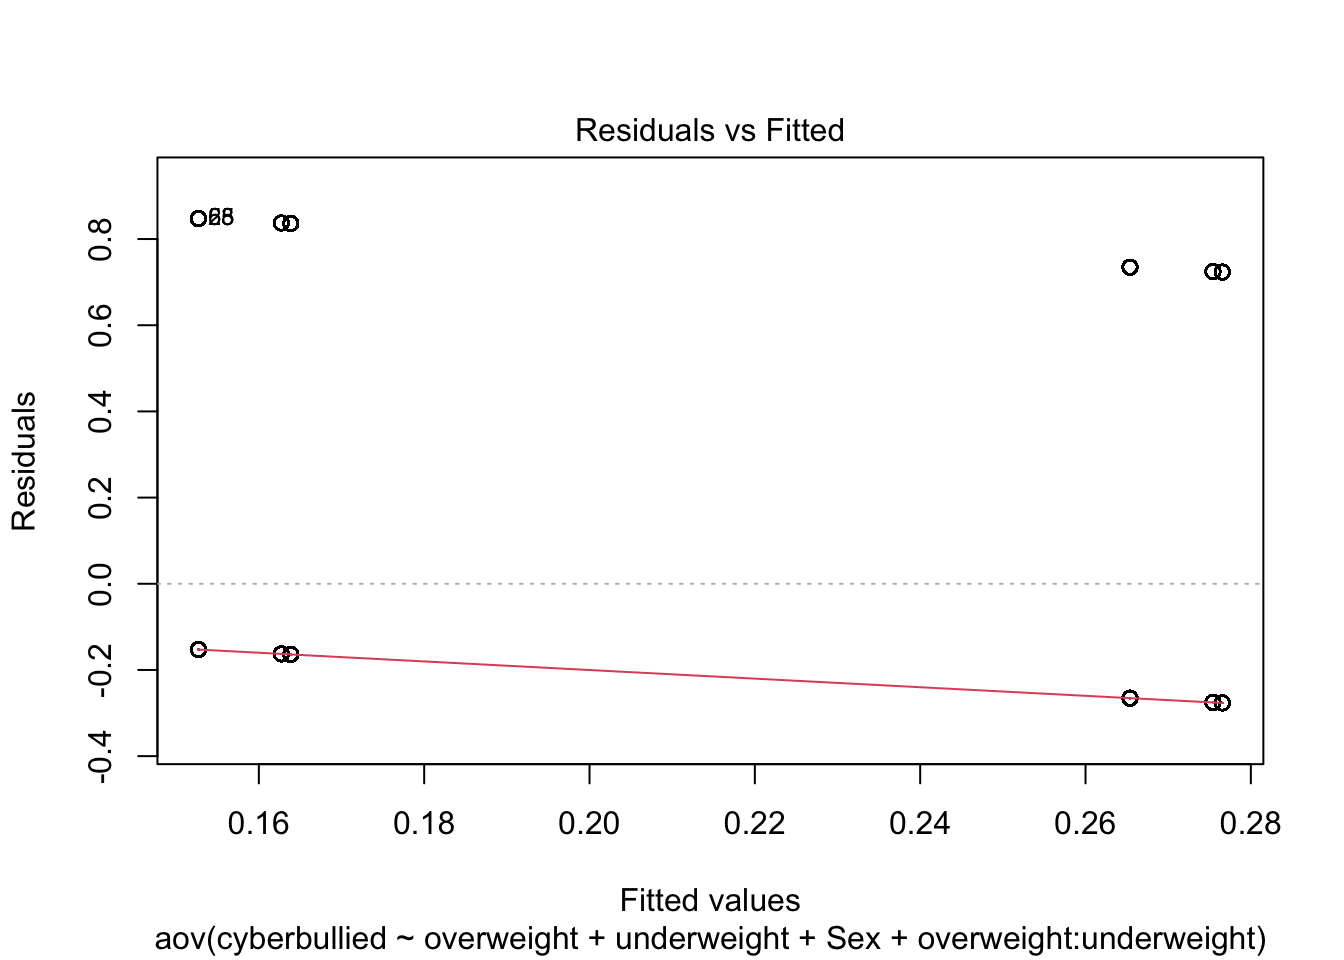 Residuals vs Fitted
Residuals
0.8
0.6
0.4
0.2
0.0
-0.2
-0.4
0.16 0.18 0.20 0.22 0.24 0.26 0.28
Fitted values
aov(cyberbullied ~ overweight + underweight + Sex + overweight:underweight)